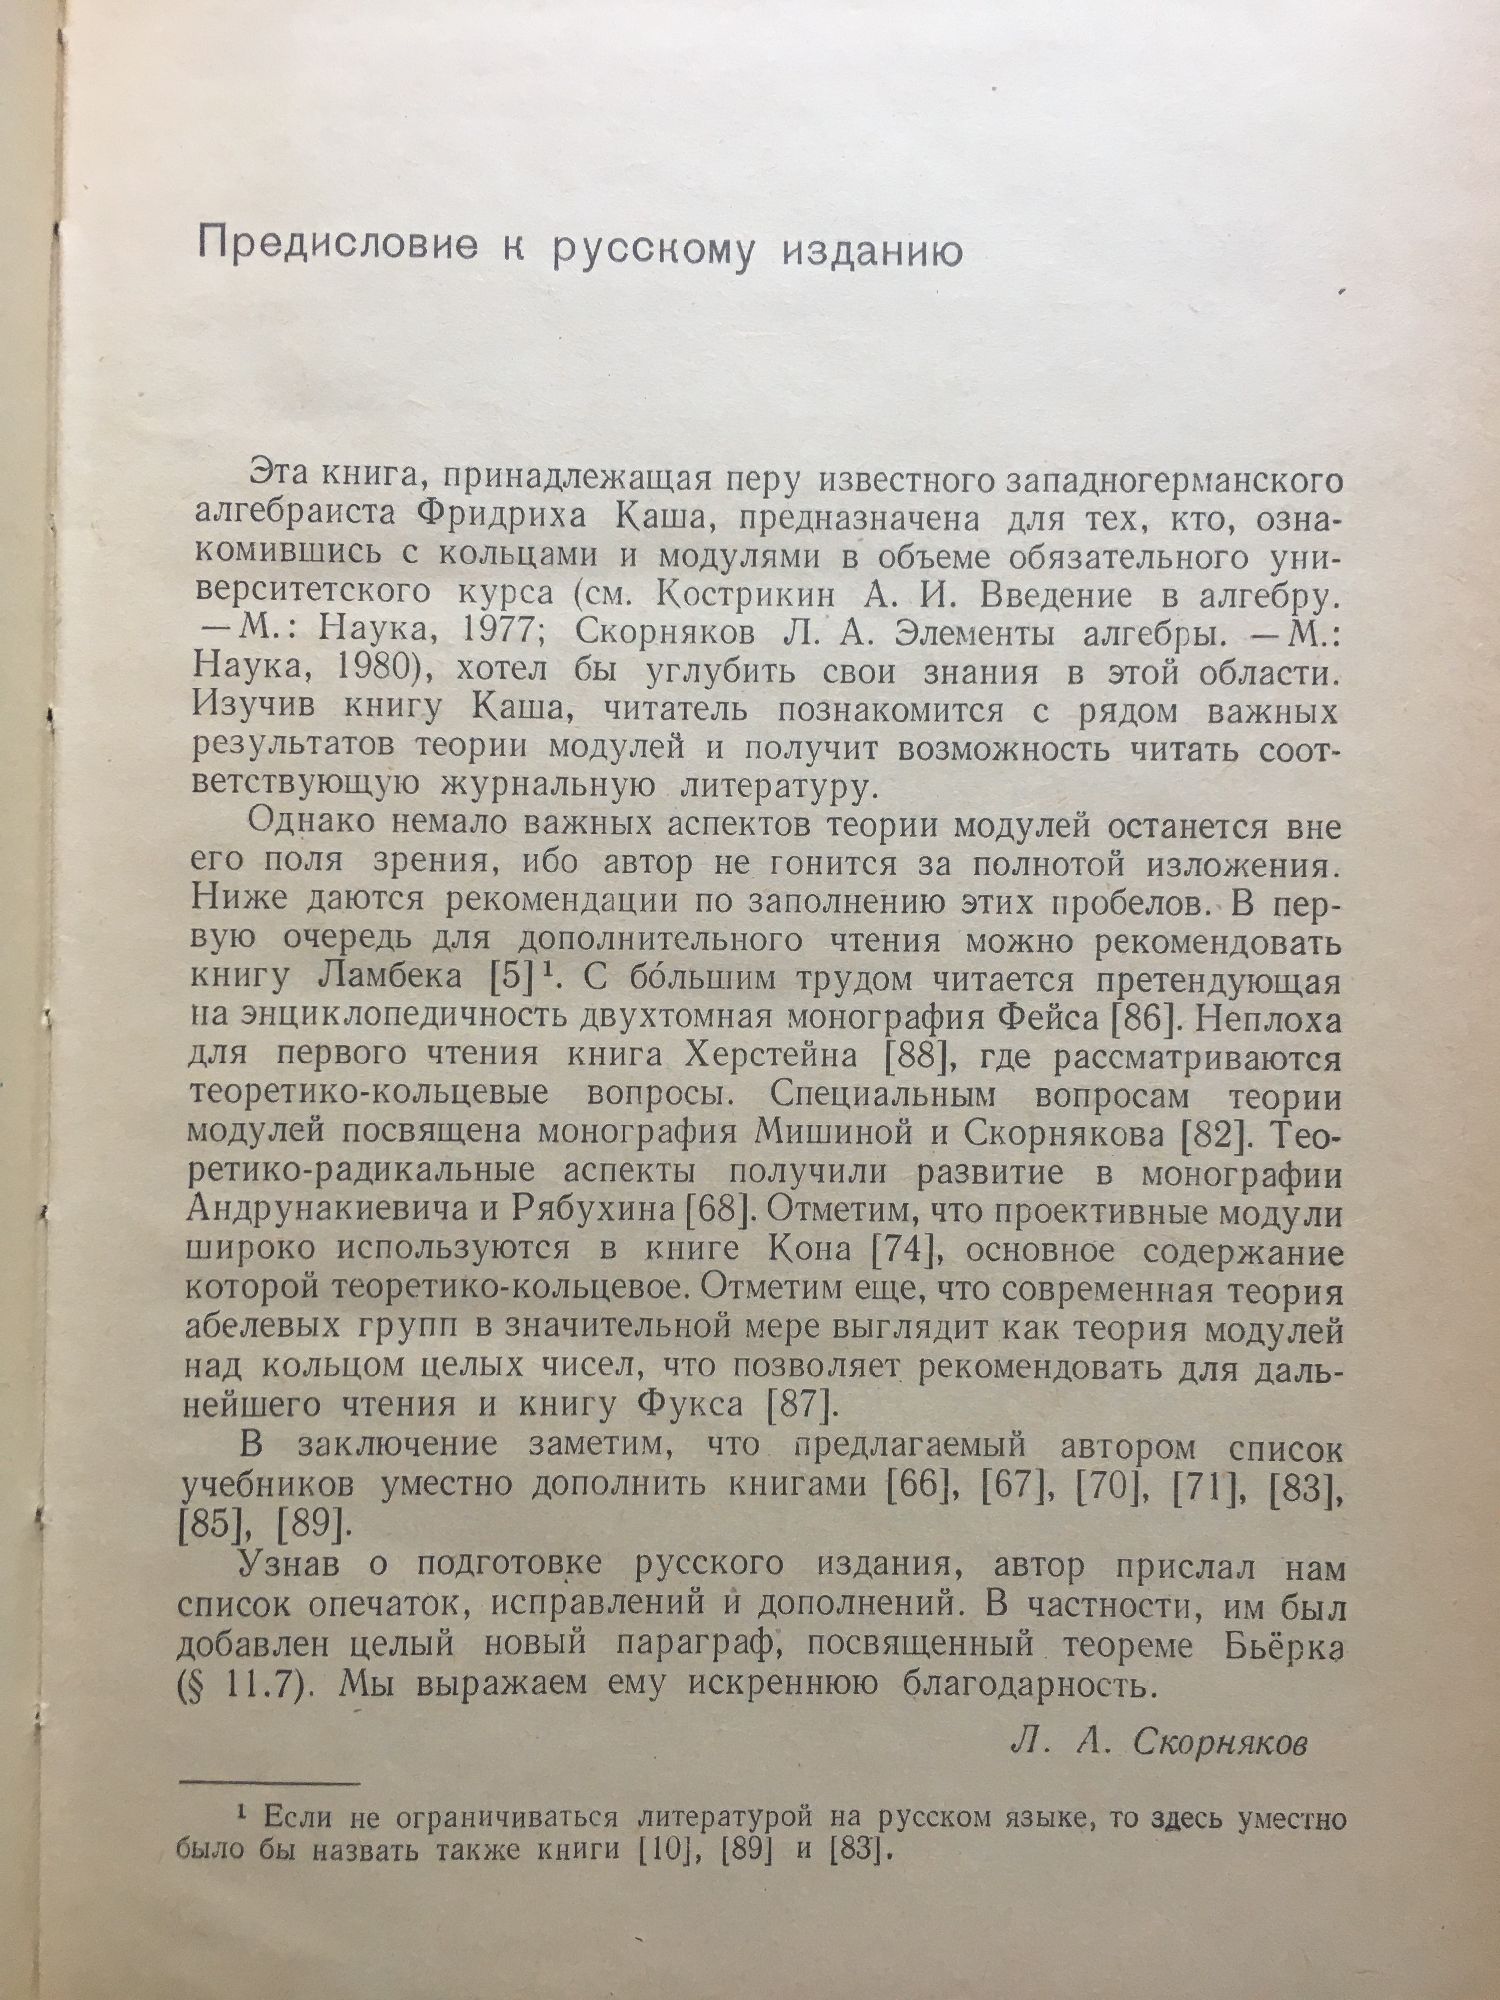 Предисловие к русскому изданию
Эта книга, принадлежащая перу известного западногерманского
алгебраиста Фридриха Каша, предназначена для тех, кто, озна-
комившись с кольцами и модулями в объеме обязательного уни-
верситетского курса (см. Кострикин А. И. Введение в алгебру.
—М.: Наука, 1977; Скорняков Л. А. Элементы алгебры. —М.:
Наука, 1980), хотел бы углубить свои знания в этой области.
Изучив книгу Каша, читатель познакомится с рядом важных
результатов теории модулей и получит возможность читать соот-
ветствующую журнальную литературу.
Однако немало важных аспектов теории модулей останется вне
его поля зрения, ибо автор не гонится за полнотой изложения.
Ниже даются рекомендации по заполнению этих пробелов. В пер-
вую очередь для дополнительного чтения можно рекомендовать
книгу Ламбека [5]¹. С бо́льшим трудом читается претендующая
на энциклопедичность двухтомная монография Фейса [86]. Неплоха
для первого чтения книга Херстейна [88], где рассматриваются
теоретико-кольцевые вопросы. Специальным вопросам теории
модулей посвящена монография Мишиной и Скорнякова [82]. Тео-
ретико-радикальные аспекты получили развитие в монографии
Андрунакиевича и Рябухина [68]. Отметим, что проективные модули
широко используются в книге Кона [74], основное содержание
которой теоретико-кольцевое. Отметим еще, что современная теория
абелевых групп в значительной мере выглядит как теория модулей
над кольцом целых чисел, что позволяет рекомендовать для даль-
нейшего чтения и книгу Фукса [87].
В заключение заметим, что предлагаемый автором список
учебников уместно дополнить книгами [66], [67], [70], [71], [83],
[85], [89].
Узнав о подготовке русского издания, автор прислал нам
список опечаток, исправлений и дополнений. В частности, им был
добавлен целый новый параграф, посвященный теореме Бьёрка
(§ 11.7). Мы выражаем ему искреннюю благодарность.
Л. А. Скорняков
¹ Если не ограничиваться литературой на русском языке, то здесь уместно
было бы назвать также книги [10], [89] и [83].